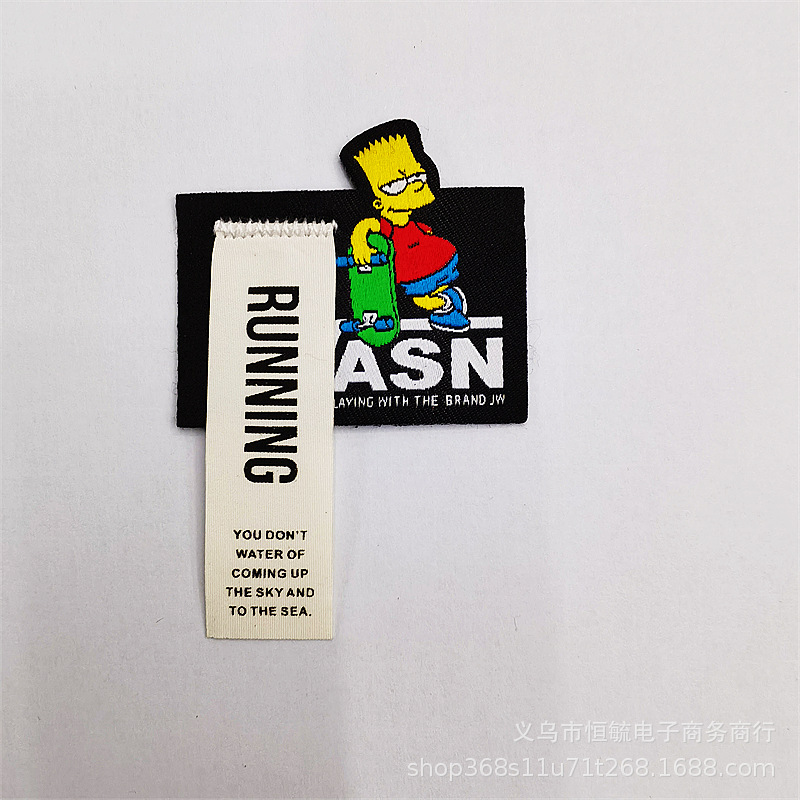 RUNNING
YOU DON'T
WATER OF
COMING UP
THE SKY AND
TO THE SEA.
ASN
LAYING WITH THE BRAND JW
义乌市恒毓电子商务商行
shop368s11u71t268.1688.com